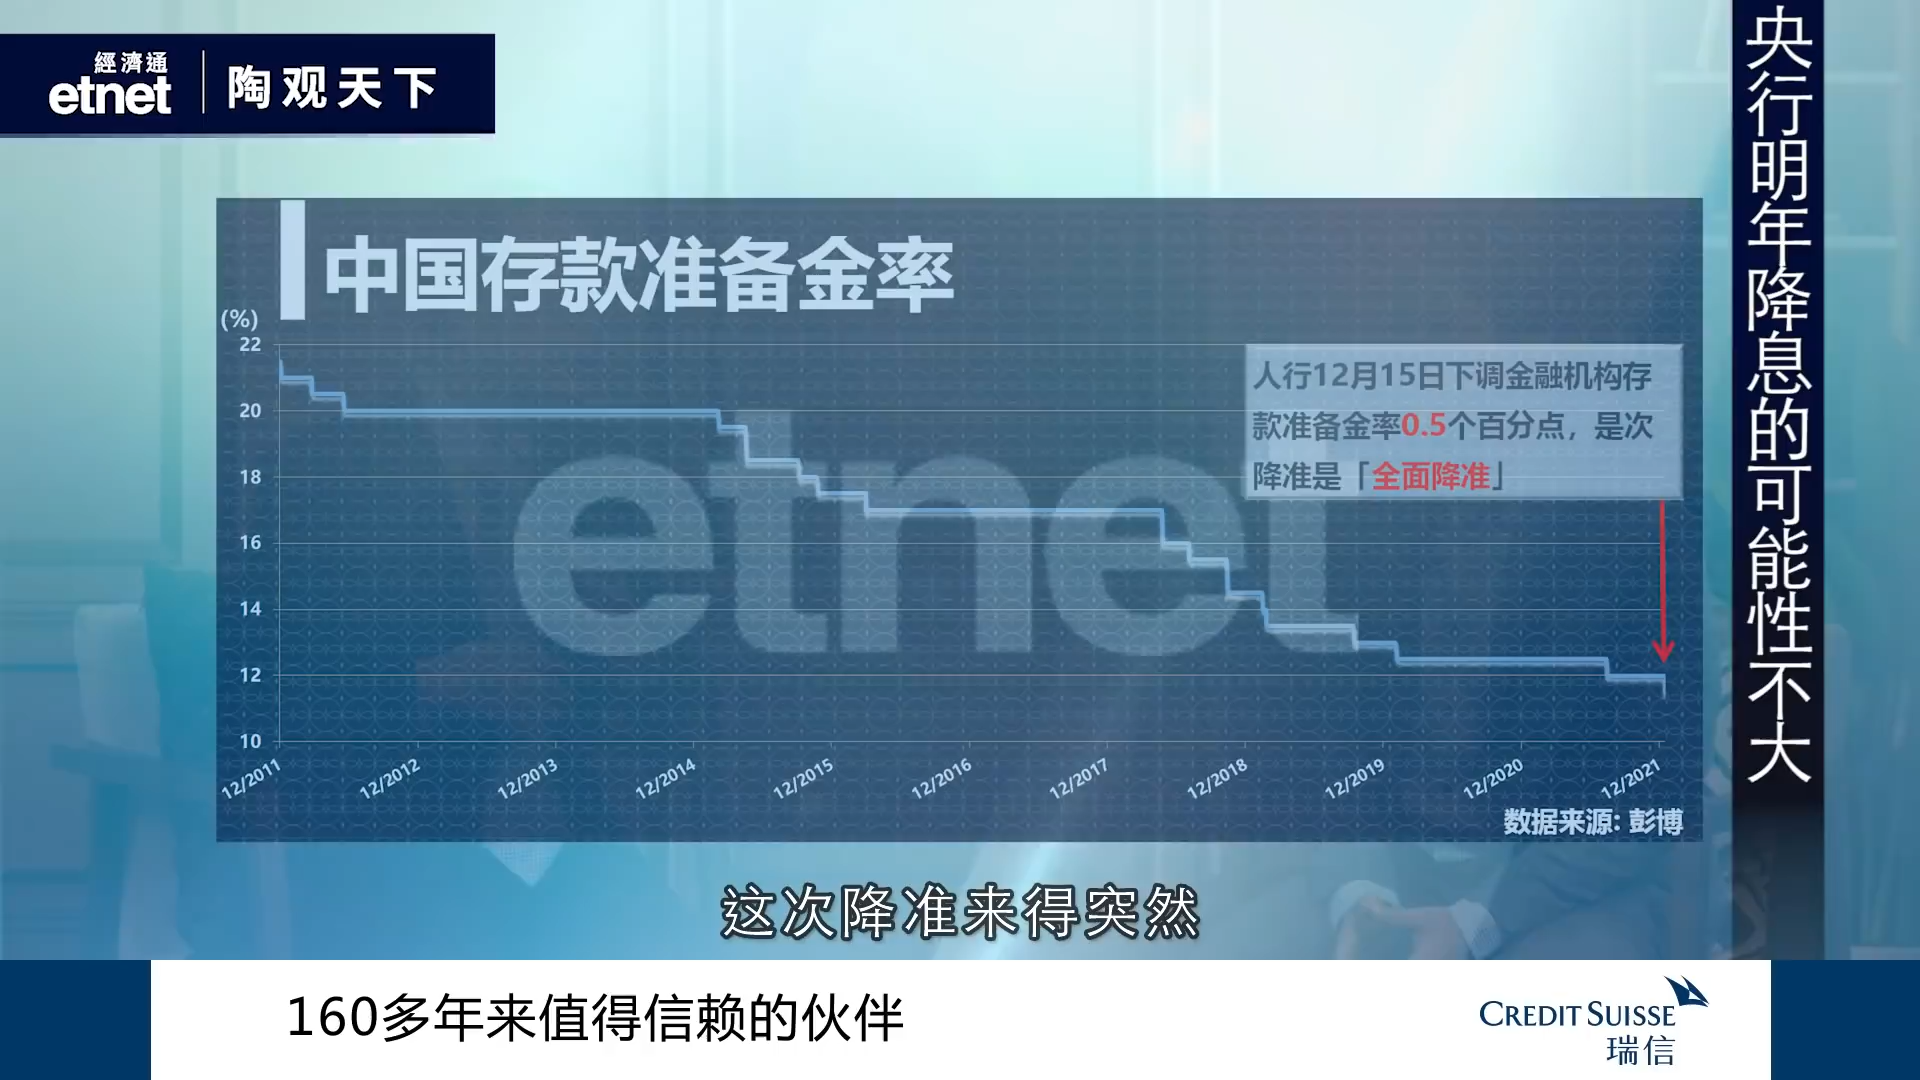 經濟通
etnet
陶观天下
央行明年降息的可能性不大
中国存款准备金率
(%)
22
20
18
16
14
12
10
人行12月15日下调金融机构存
款准备金率0.5个百分点，是次
降准是「全面降准」
etnet
12/2011
12/2012
12/2013
12/2014
12/2015
12/2016
12/2017
12/2018
12/2019
12/2020
12/2021
数据来源: 彭博
这次降准来得突然
160多年来值得信赖的伙伴
CREDIT SUISSE
瑞信